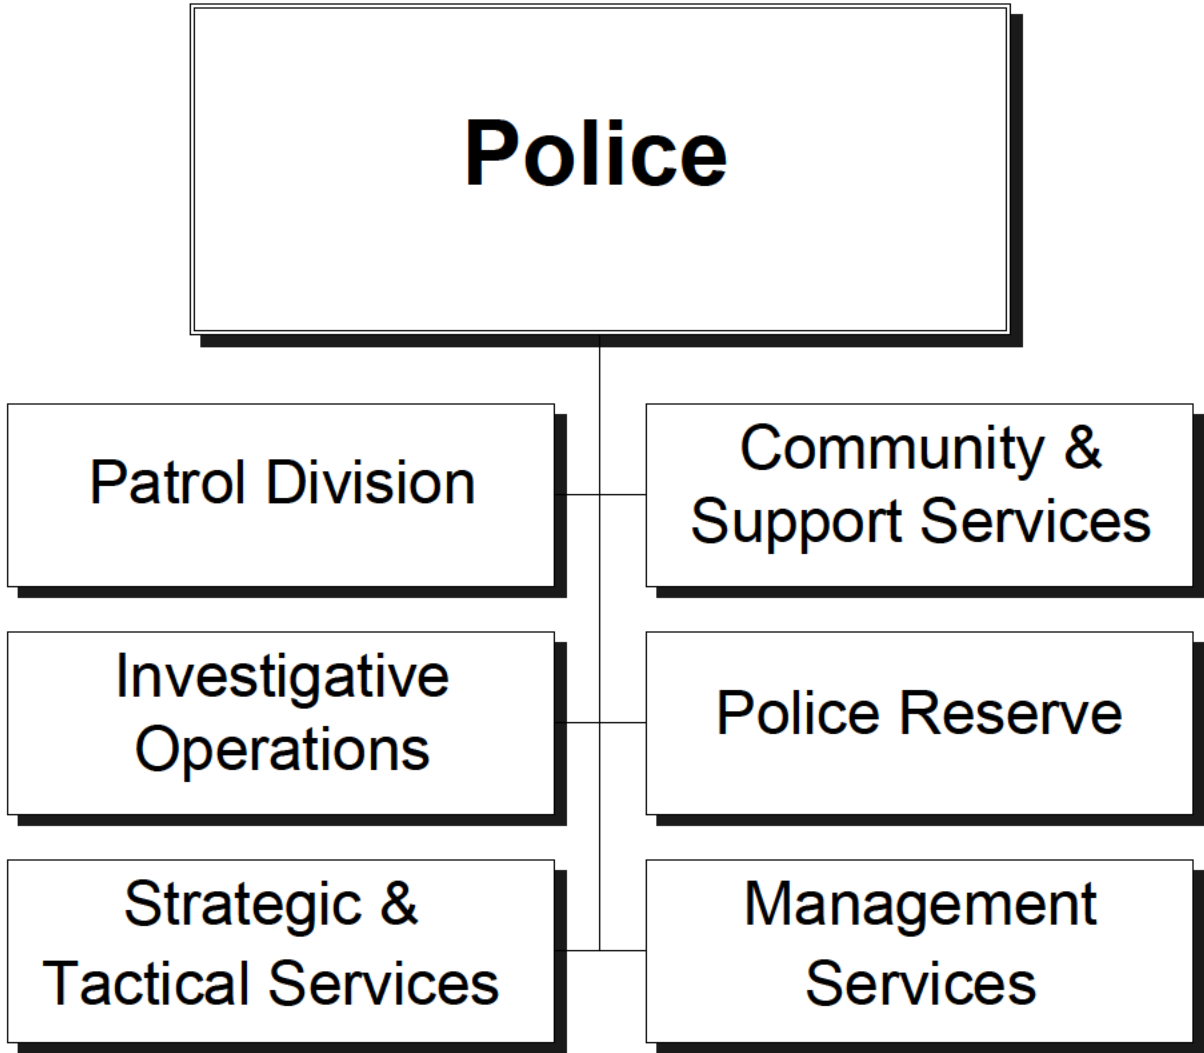 Police
Patrol Division
Community &
Support Services
Investigative
Operations
Police Reserve
Strategic &
Tactical Services
Management
Services